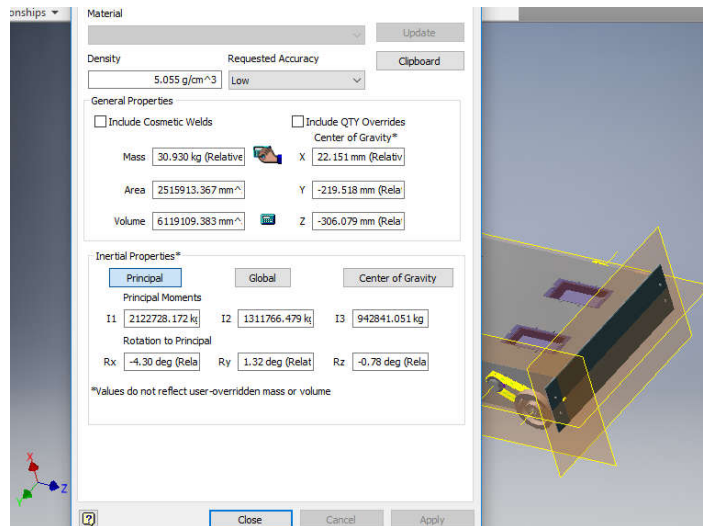 onships
Material
Update
Density
Requested Accuracy
Clipboard
5.055 g/cm^3
Low
General Properties
Include Cosmetic Welds
Include QTY Overrides
Center of Gravity*
Mass 30.930 kg (Relative X 22.151 mm (Relativ
Area 2515913.367 mm^ Y -219.518 mm (Rela
Volume 6119109.383 mm^ Z -306.079 mm (Rela
Inertial Properties*
Principal Global Center of Gravity
Principal Moments
I1 2122728.172 kg I2 1311766.479 kg I3 942841.051 kg
Rotation to Principal
Rx -4.30 deg (Rela Ry 1.32 deg (Relat Rz -0.78 deg (Rela
*Values do not reflect user-overridden mass or volume
X
Z
Y
?
Close Cancel Apply